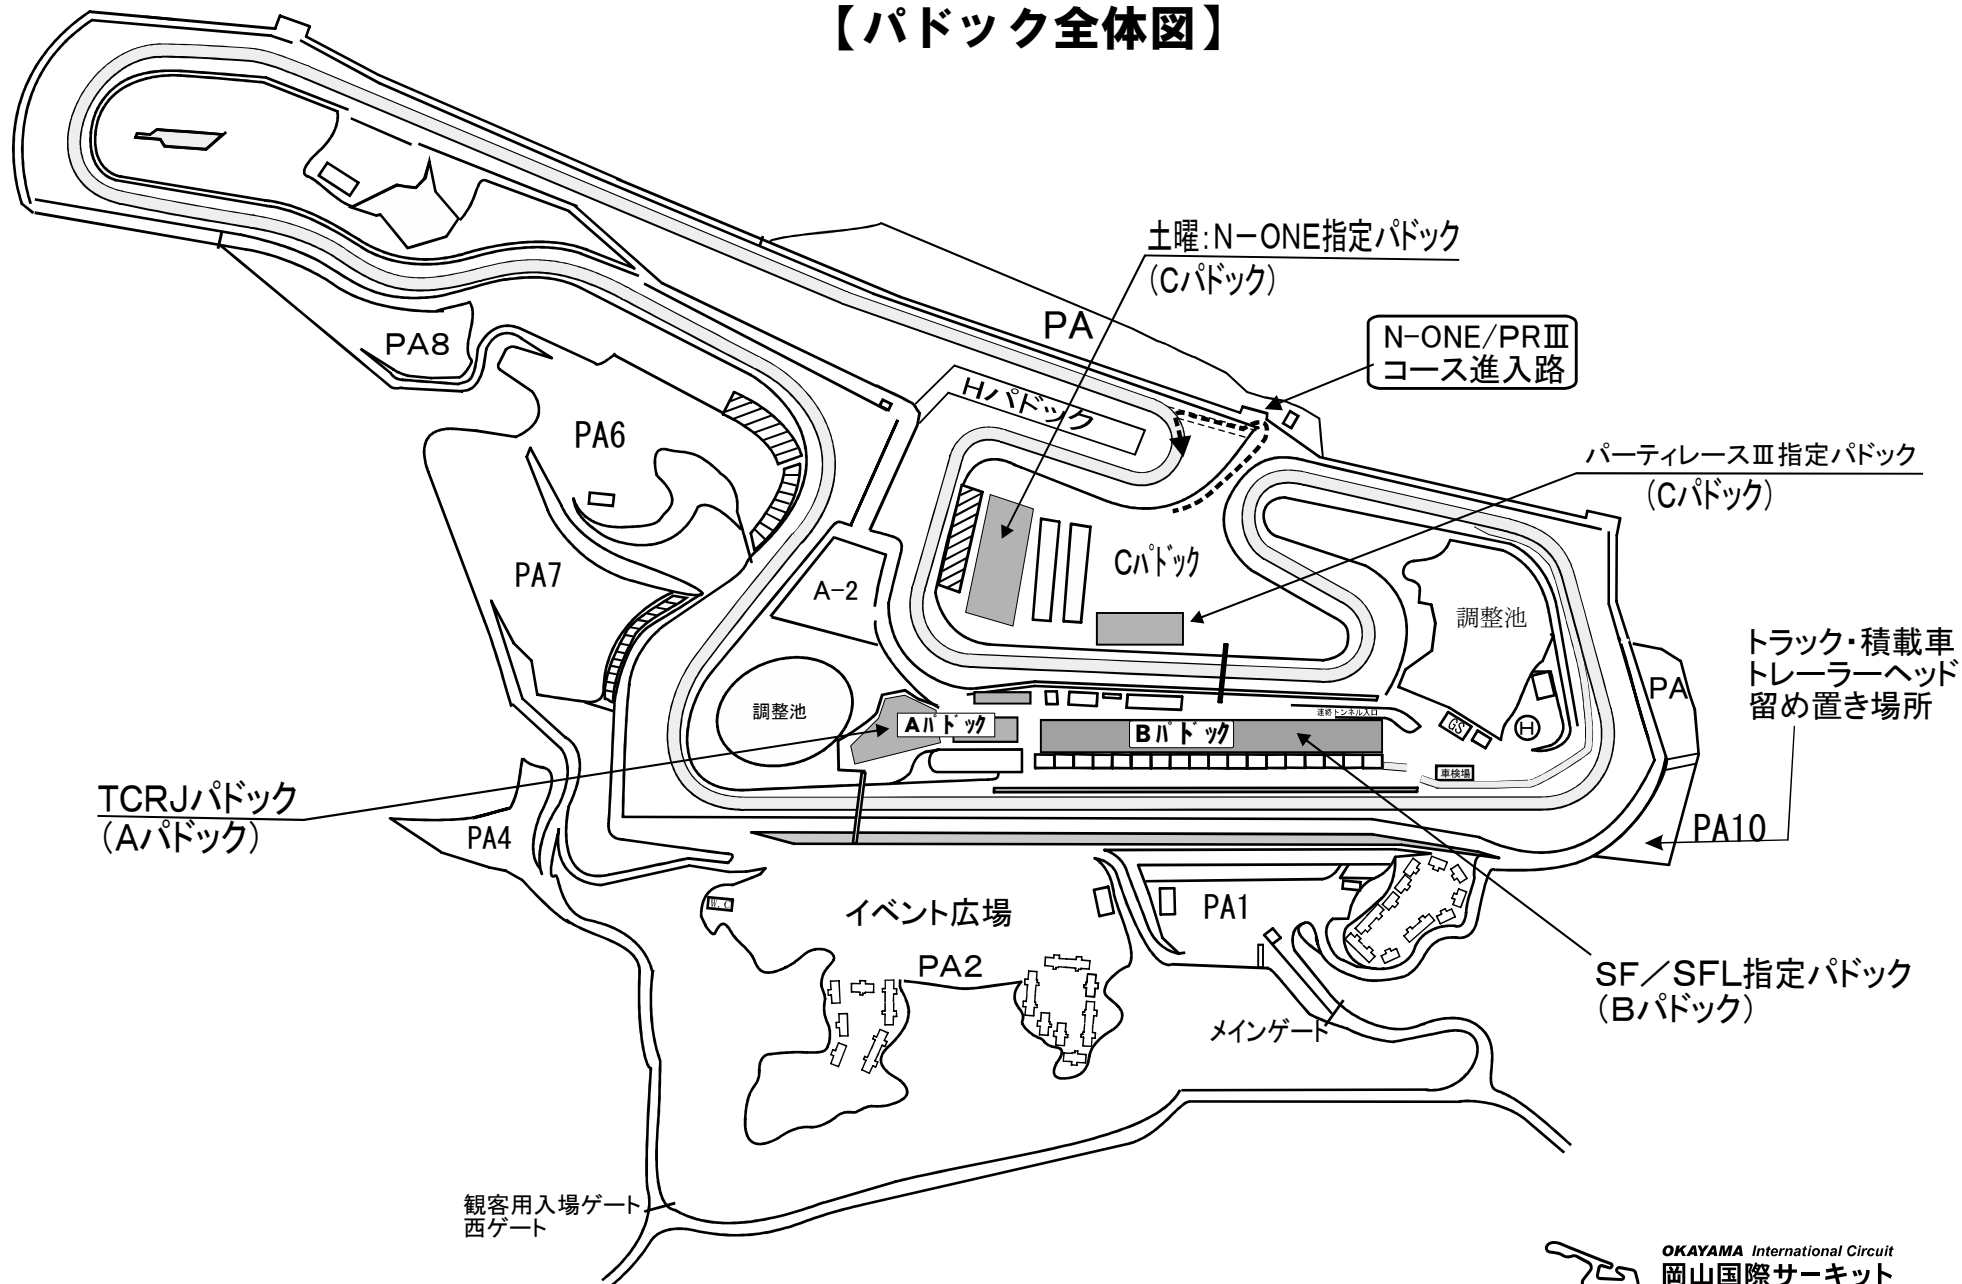 【パドック全体図】
土曜:N－ONE指定パドック
（Cパドック）
PA
N-ONE/PRⅢ
コース進入路
PA8
Hパドック
PA6
パーティレースⅢ指定パドック
（Cパドック）
Cパドック
PA7
A-2
調整池
トラック・積載車
トレーラーヘッド
留め置き場所
PA
調整池
Aパドック
連絡トンネル入口
Bパドック
GS
H
車検場
TCRJパドック
（Aパドック）
PA4
PA10
W.C
イベント広場
PA1
PA2
SF／SFL指定パドック
（Bパドック）
メインゲート
観客用入場ゲート
西ゲート
OKAYAMA International Circuit
岡山国際サーキット